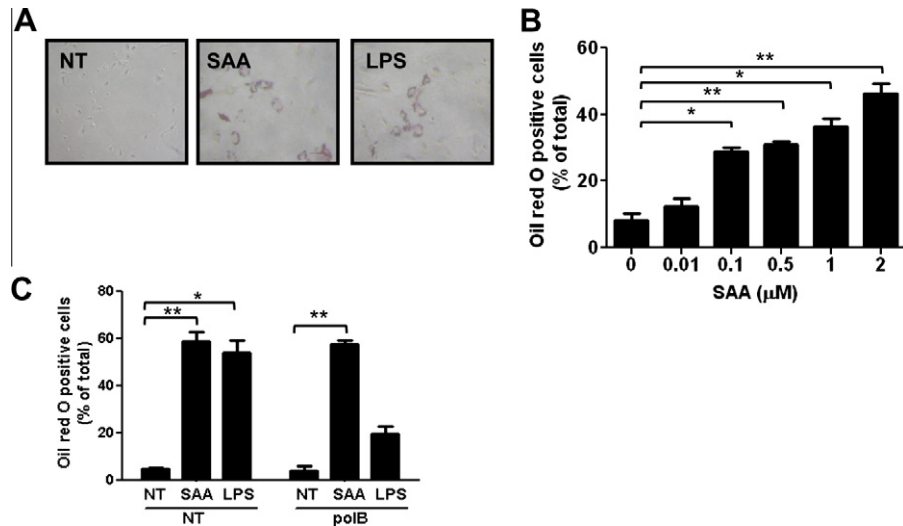 A
NT
SAA
LPS
B
Oil red O positive cells
(% of total)
60
40
20
0
**
*
**
*
0 0.01 0.1 0.5 1 2
SAA (μM)
C
Oil red O positive cells
(% of total)
80
60
40
20
0
*
**
**
NT SAA LPS NT SAA LPS
NT polB